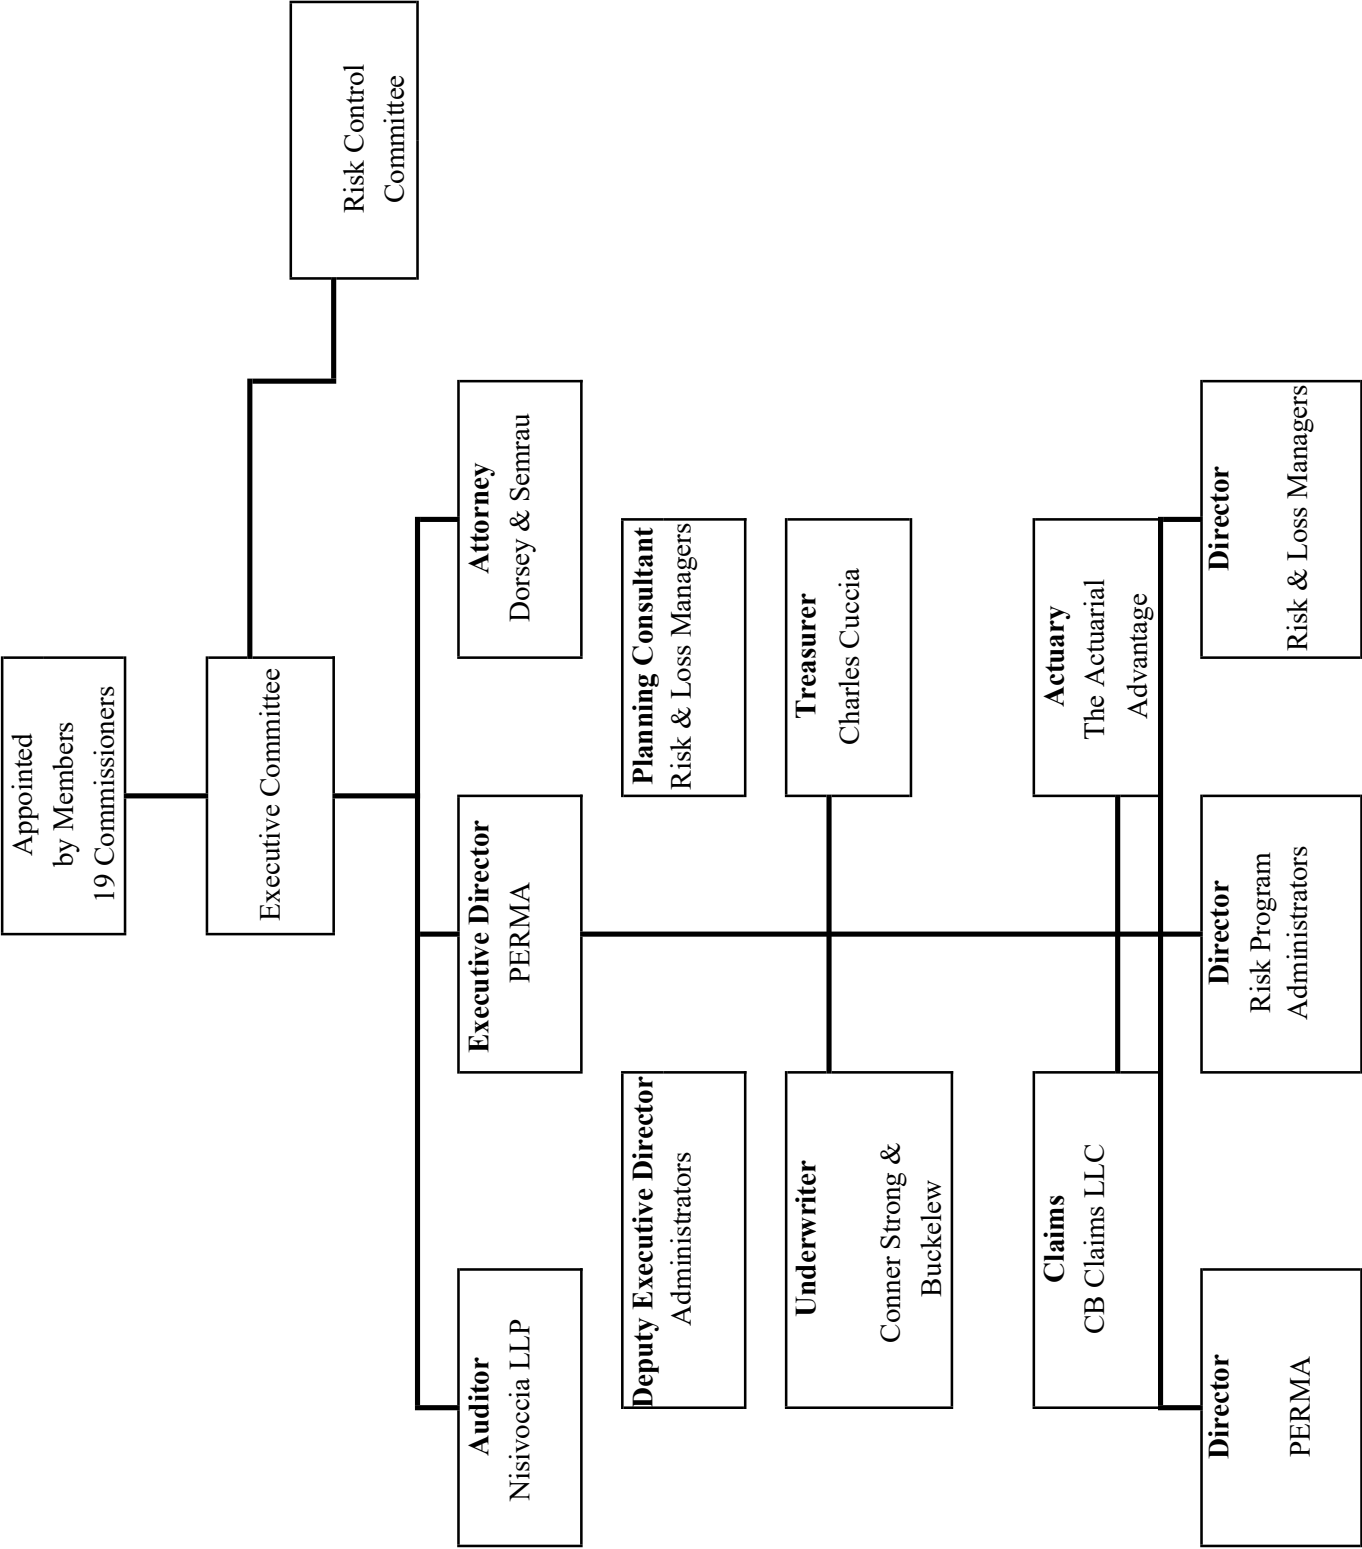 Appointed
by Members
19 Commissioners
Executive Committee
Risk Control
Committee
Auditor
Nisivoccia LLP
Executive Director
PERMA
Attorney
Dorsey & Semrau
Deputy Executive Director
Administrators
Planning Consultant
Risk & Loss Managers
Underwriter
Conner Strong &
Buckelew
Treasurer
Charles Cuccia
Claims
CB Claims LLC
Actuary
The Actuarial
Advantage
Director
PERMA
Director
Risk Program
Administrators
Director
Risk & Loss Managers